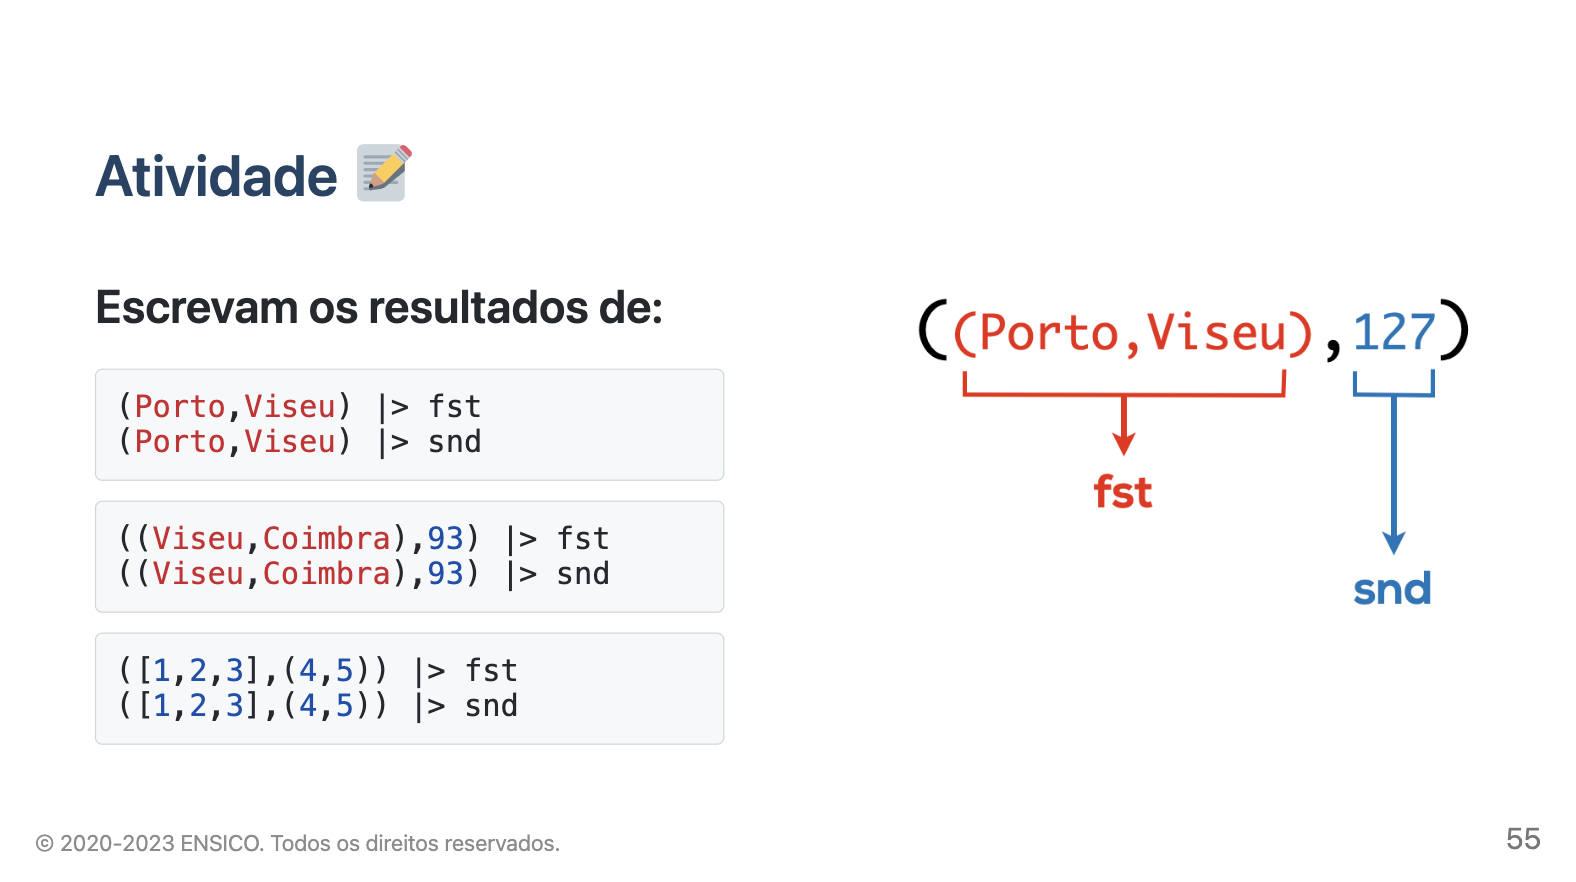 Atividade
Escrevam os resultados de:
(Porto,Viseu) |> fst
(Porto,Viseu) |> snd
((Viseu,Coimbra),93) |> fst
((Viseu,Coimbra),93) |> snd
([1,2,3],(4,5)) |> fst
([1,2,3],(4,5)) |> snd
((Porto,Viseu),127)
fst
snd
© 2020-2023 ENSICO. Todos os direitos reservados.
55